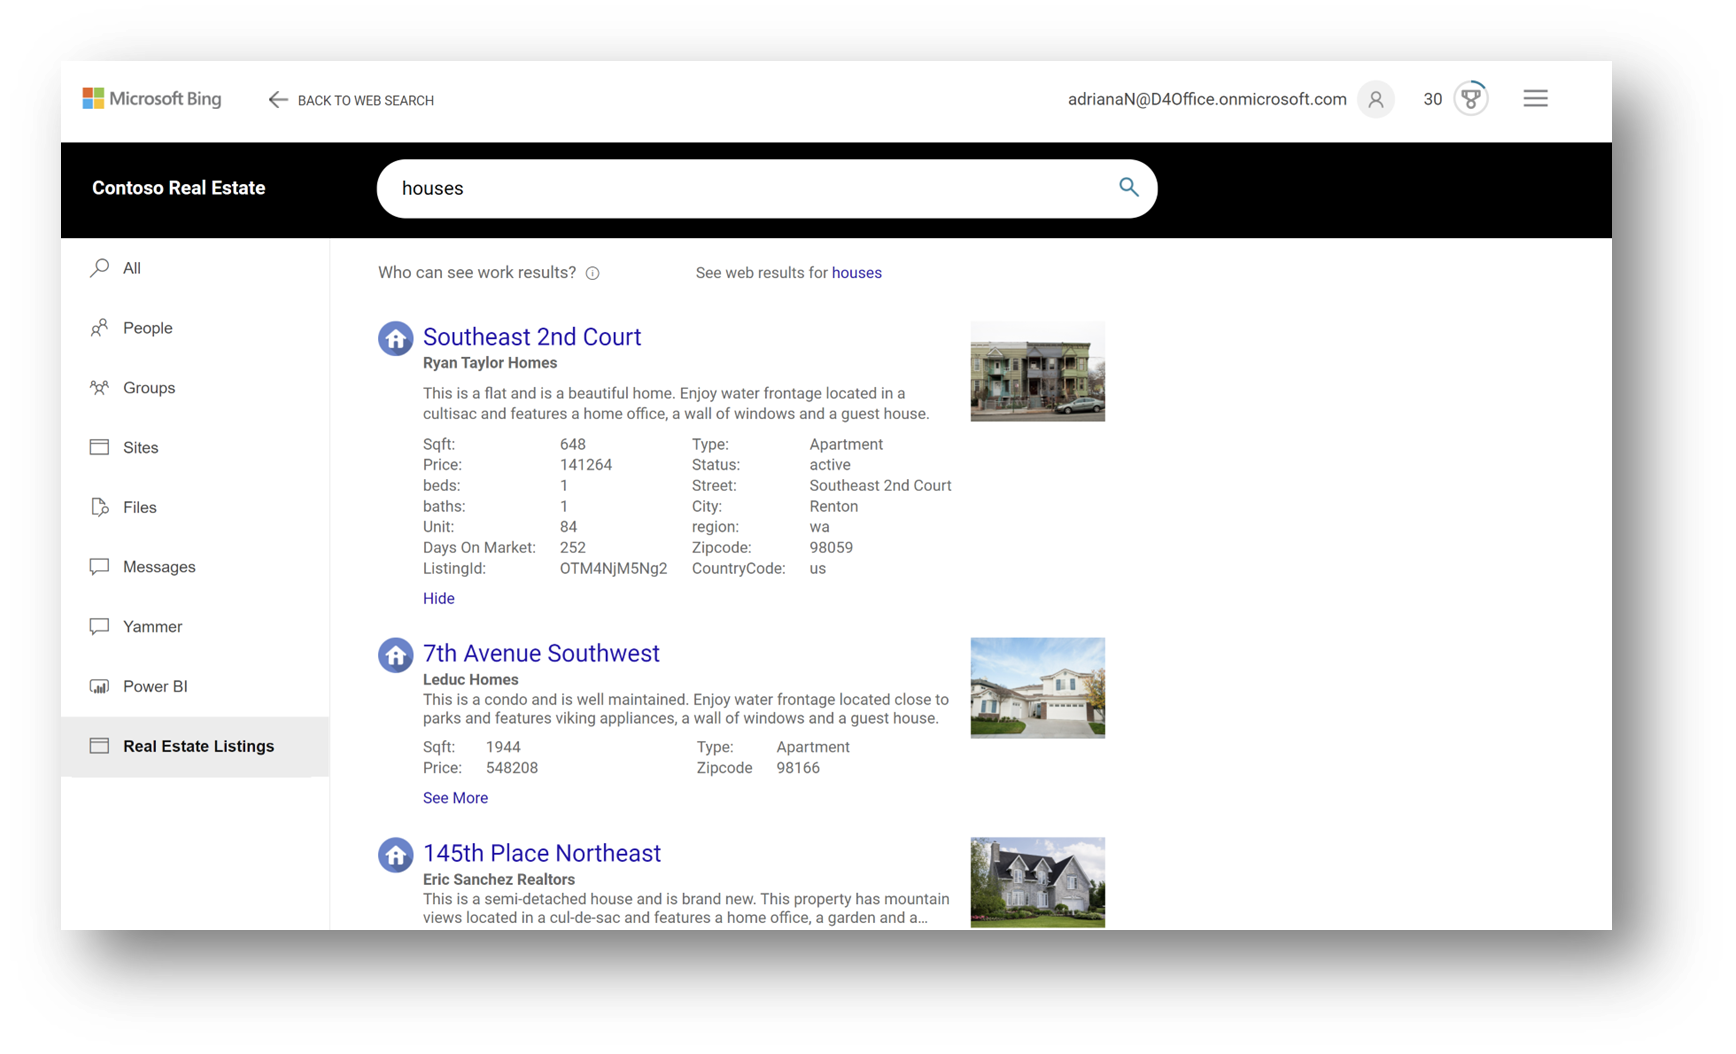 Microsoft Bing
BACK TO WEB SEARCH
adrianaN@D4Office.onmicrosoft.com
30
Contoso Real Estate
houses
All
People
Groups
Sites
Files
Messages
Yammer
Power BI
Real Estate Listings
Who can see work results?
See web results for houses
Southeast 2nd Court
Ryan Taylor Homes
This is a flat and is a beautiful home. Enjoy water frontage located in a
cultisac and features a home office, a wall of windows and a guest house.
Sqft: 648 Type: Apartment
Price: 141264 Status: active
beds: 1 Street: Southeast 2nd Court
baths: 1 City: Renton
Unit: 84 region: wa
Days On Market: 252 Zipcode: 98059
ListingId: OTM4NjM5Ng2 CountryCode: us
Hide
7th Avenue Southwest
Leduc Homes
This is a condo and is well maintained. Enjoy water frontage located close to
parks and features viking appliances, a wall of windows and a guest house.
Sqft: 1944 Type: Apartment
Price: 548208 Zipcode 98166
See More
145th Place Northeast
Eric Sanchez Realtors
This is a semi-detached house and is brand new. This property has mountain
views located in a cul-de-sac and features a home office, a garden and a...